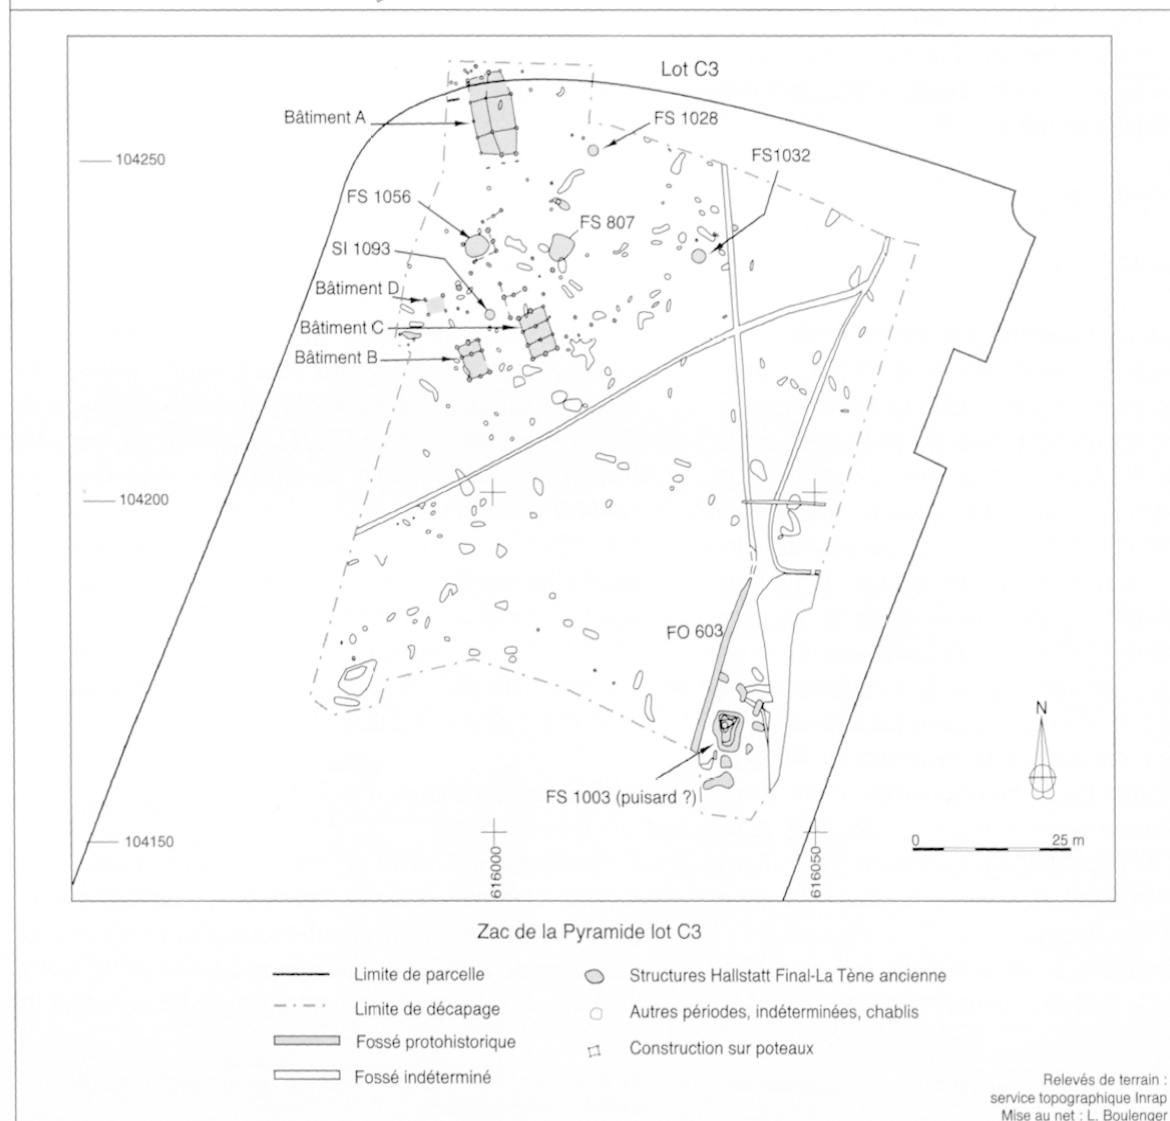 Lot C3
Bâtiment A
FS 1028
104250
FS1032
FS 1056
FS 807
SI 1093
Bâtiment D
Bâtiment C
Bâtiment B
104200
FO 603
N
FS 1003 (puisard ?)
104150
616000
616050
0 25 m
Zac de la Pyramide lot C3
Limite de parcelle
Structures Hallstatt Final-La Tène ancienne
Limite de décapage
Autres périodes, indéterminées, chablis
Fossé protohistorique
Construction sur poteaux
Fossé indéterminé
Relevés de terrain :
service topographique Inrap
Mise au net : L. Boulenger